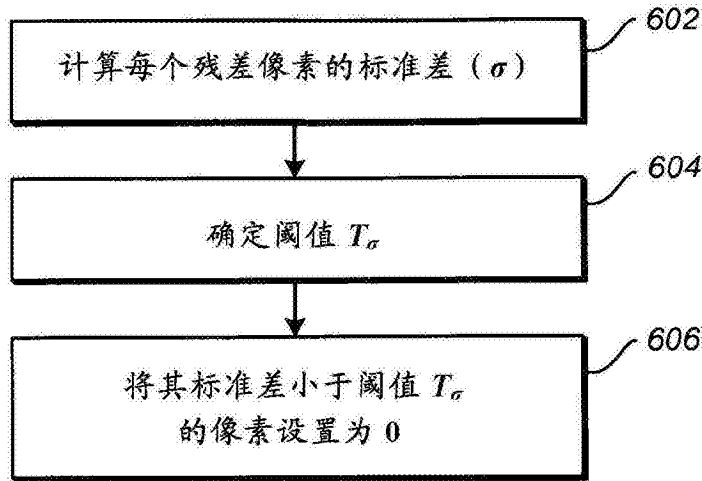 602
计算每个残差像素的标准差（σ）
604
确定阈值 Tσ
606
将其标准差小于阈值 Tσ
的像素设置为 0